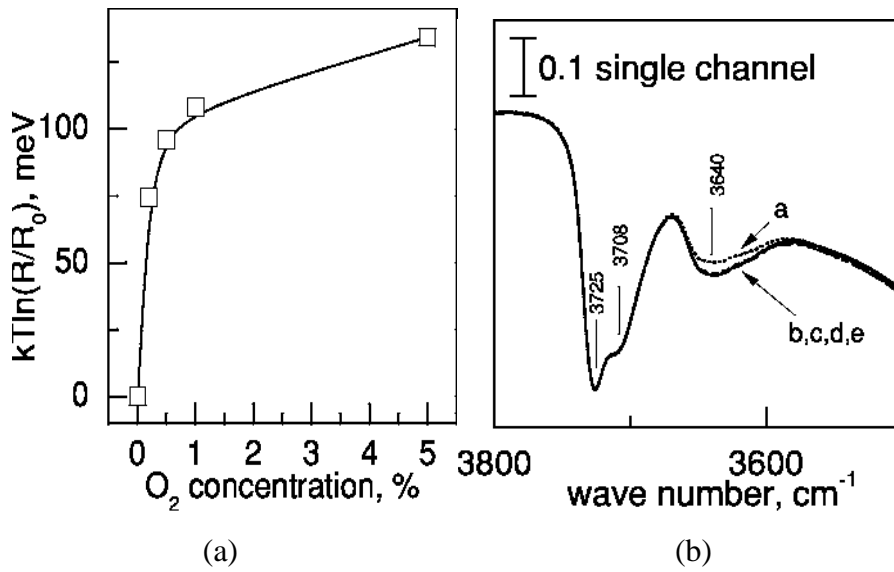 kTln(R/R0), meV
100
50
0
0 1 2 3 4 5
O2 concentration, %
(a)
0.1 single channel
3725
3708
3640
a
b,c,d,e
3800 3600
wave number, cm-1
(b)